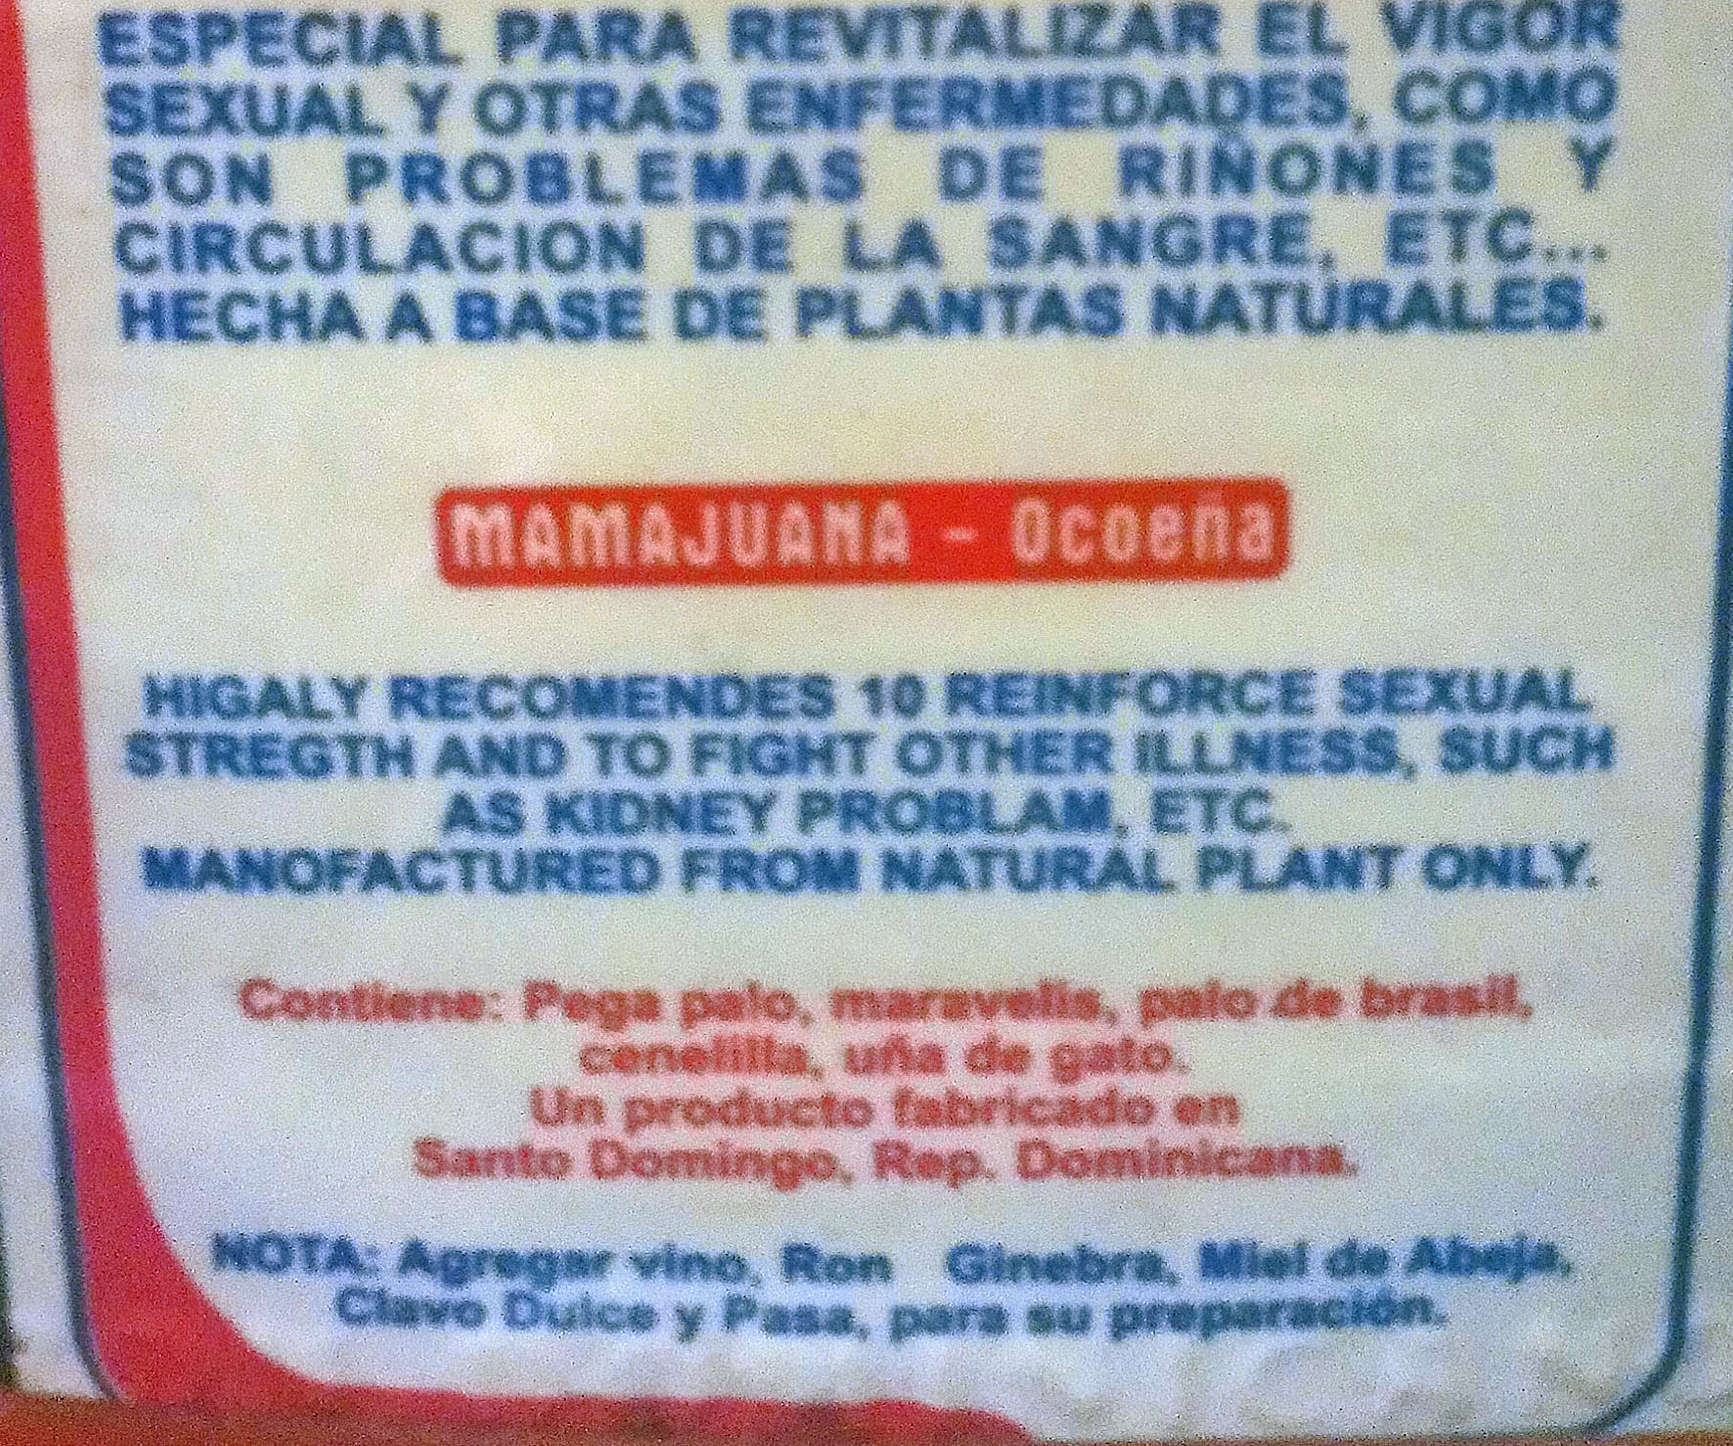 ESPECIAL PARA REVITALIZAR EL VIGOR
SEXUAL Y OTRAS ENFERMEDADES, COMO
SON PROBLEMAS DE RIÑONES Y
CIRCULACION DE LA SANGRE, ETC...
HECHA A BASE DE PLANTAS NATURALES.
MAMAJUANA - Ocoeña
HIGALY RECOMENDES 10 REINFORCE SEXUAL
STREGTH AND TO FIGHT OTHER ILLNESS, SUCH
AS KIDNEY PROBLAM, ETC.
MANOFACTURED FROM NATURAL PLANT ONLY.
Contiene: Pega palo, maravelis, palo de brasil,
cenelilla, uña de gato.
Un producto fabricado en
Santo Domingo, Rep. Dominicana.
NOTA: Agregar vino, Ron Ginebra, Miel de Abeja,
Clavo Dulce y Pasa, para su preparación.